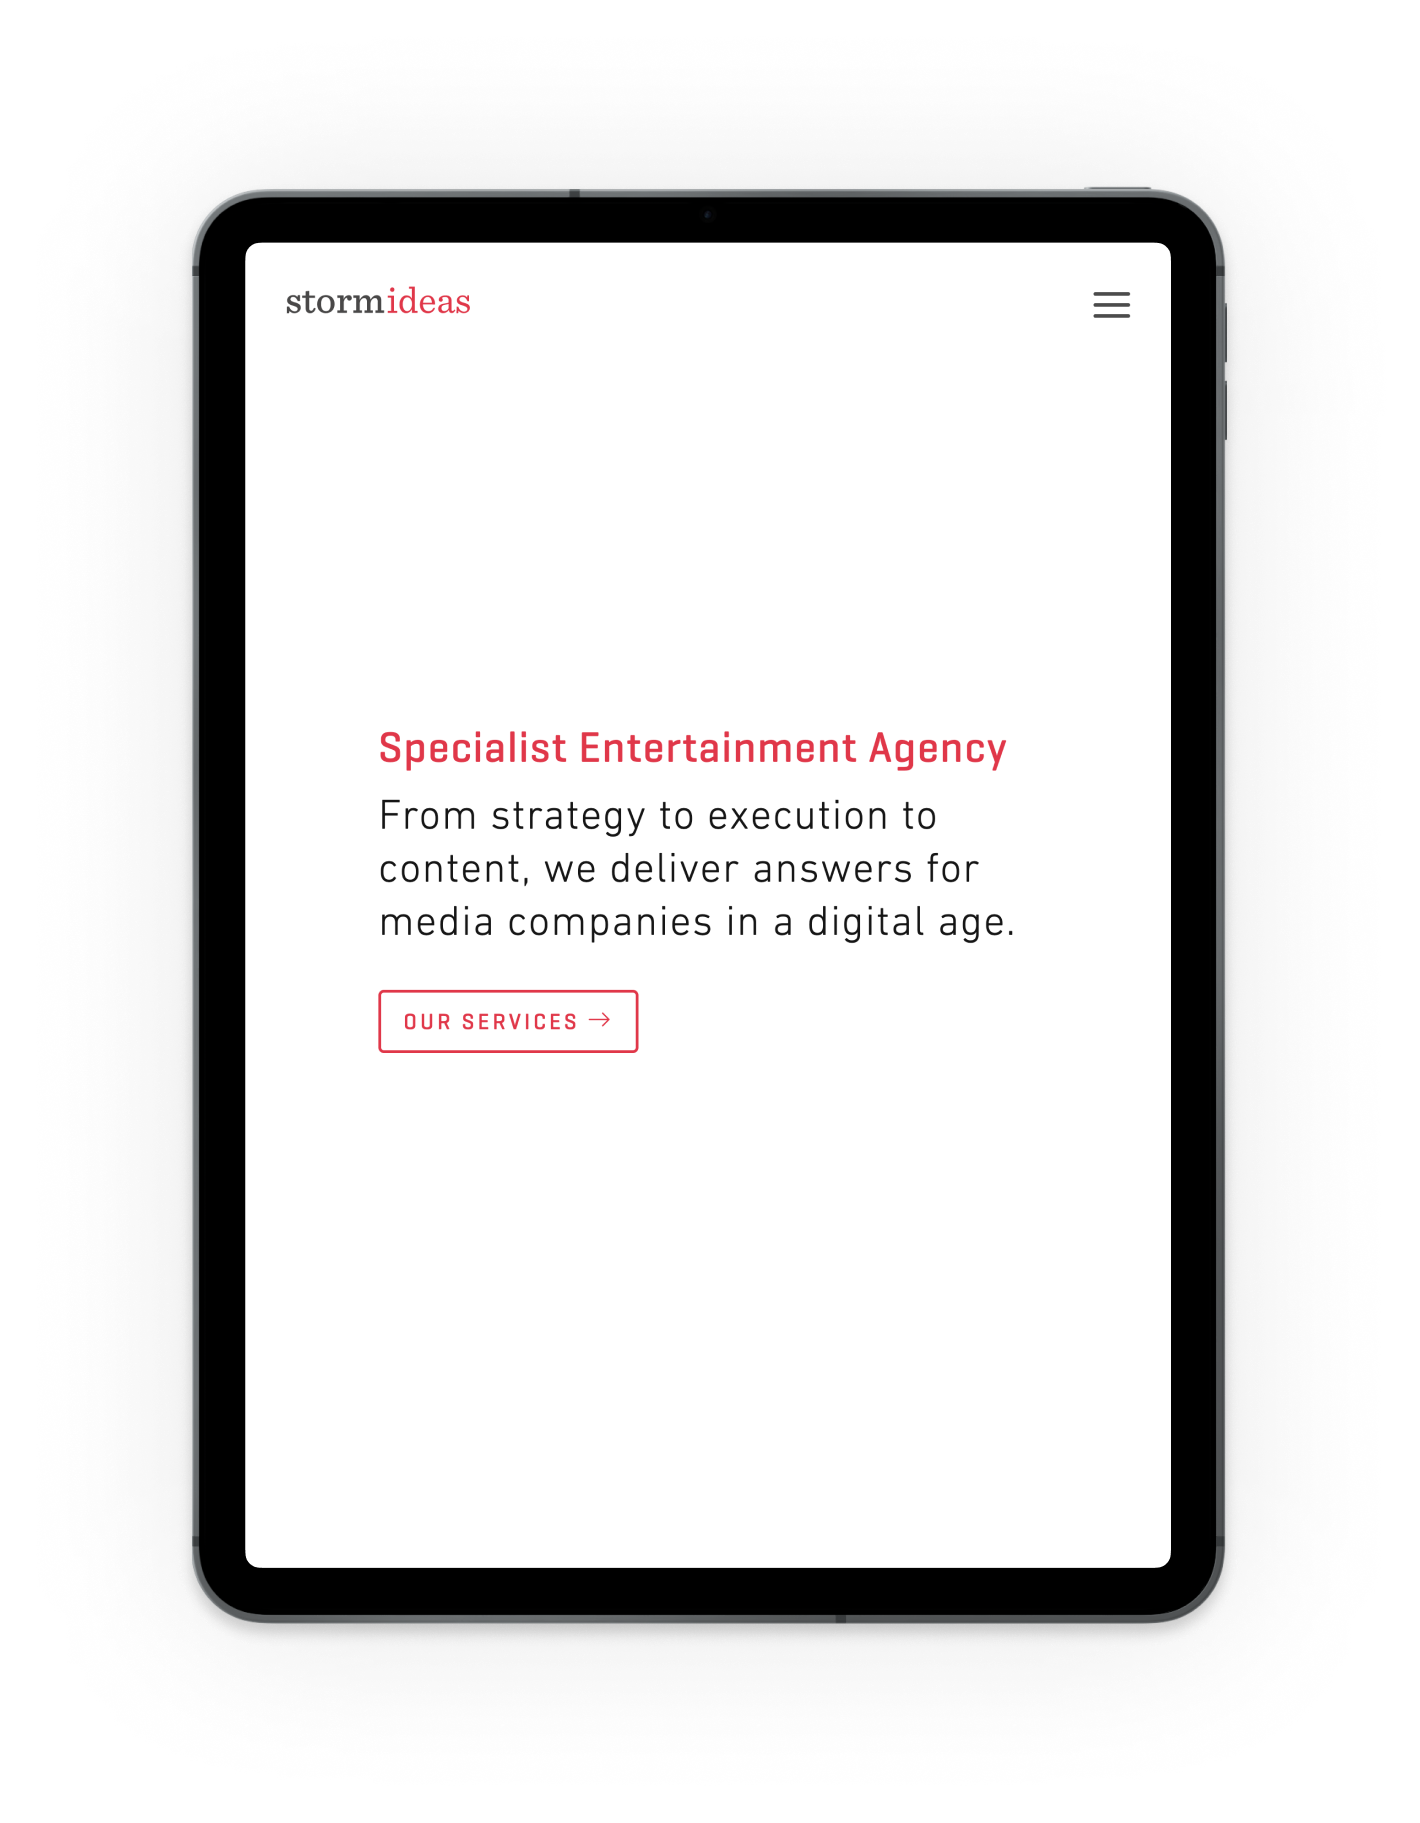 stormideas
Specialist Entertainment Agency
From strategy to execution to
content, we deliver answers for
media companies in a digital age.
OUR SERVICES →